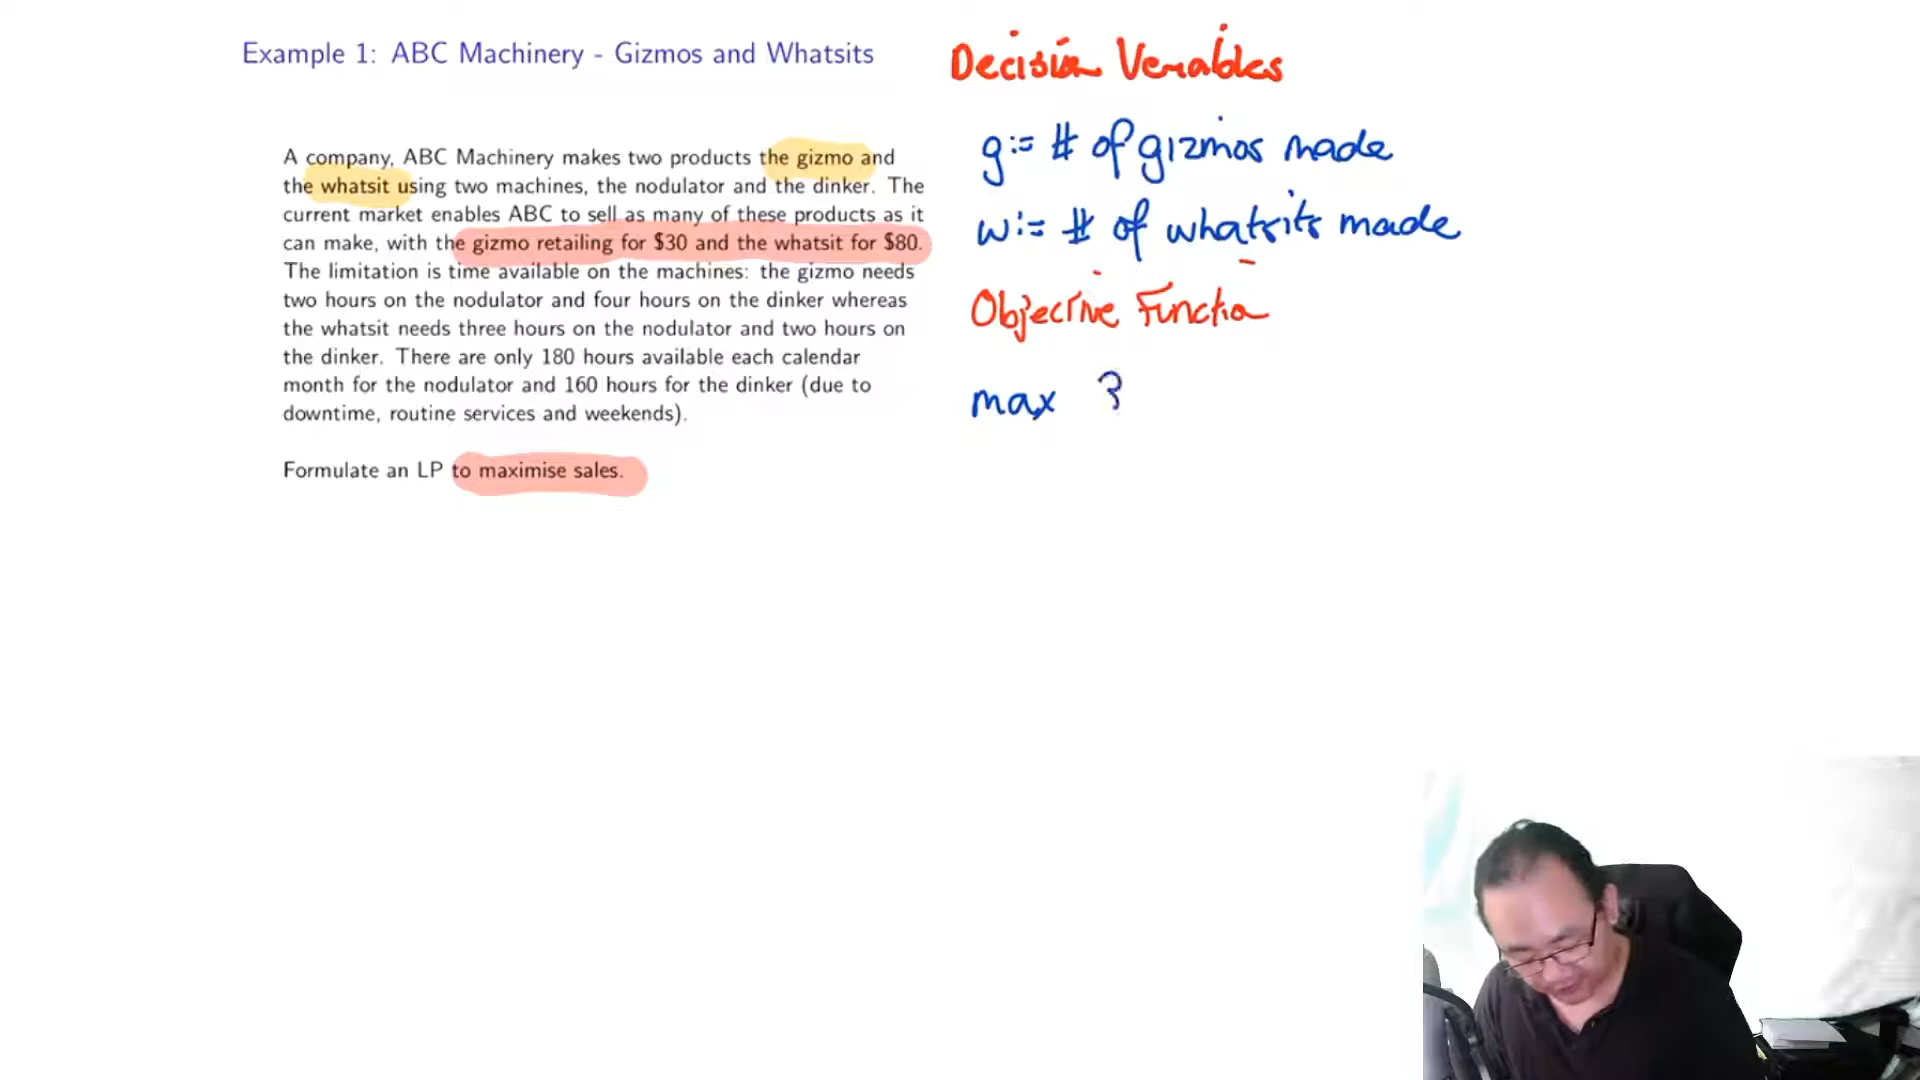 Example 1: ABC Machinery - Gizmos and Whatsits
A company, ABC Machinery makes two products the gizmo and
the whatsit using two machines, the nodulator and the dinker. The
current market enables ABC to sell as many of these products as it
can make, with the gizmo retailing for $30 and the whatsit for $80.
The limitation is time available on the machines: the gizmo needs
two hours on the nodulator and four hours on the dinker whereas
the whatsit needs three hours on the nodulator and two hours on
the dinker. There are only 180 hours available each calendar
month for the nodulator and 160 hours for the dinker (due to
downtime, routine services and weekends).
Formulate an LP to maximise sales.
Decision Variables
g := # of gizmos made
w := # of whatsits made
Objective Function
max 3